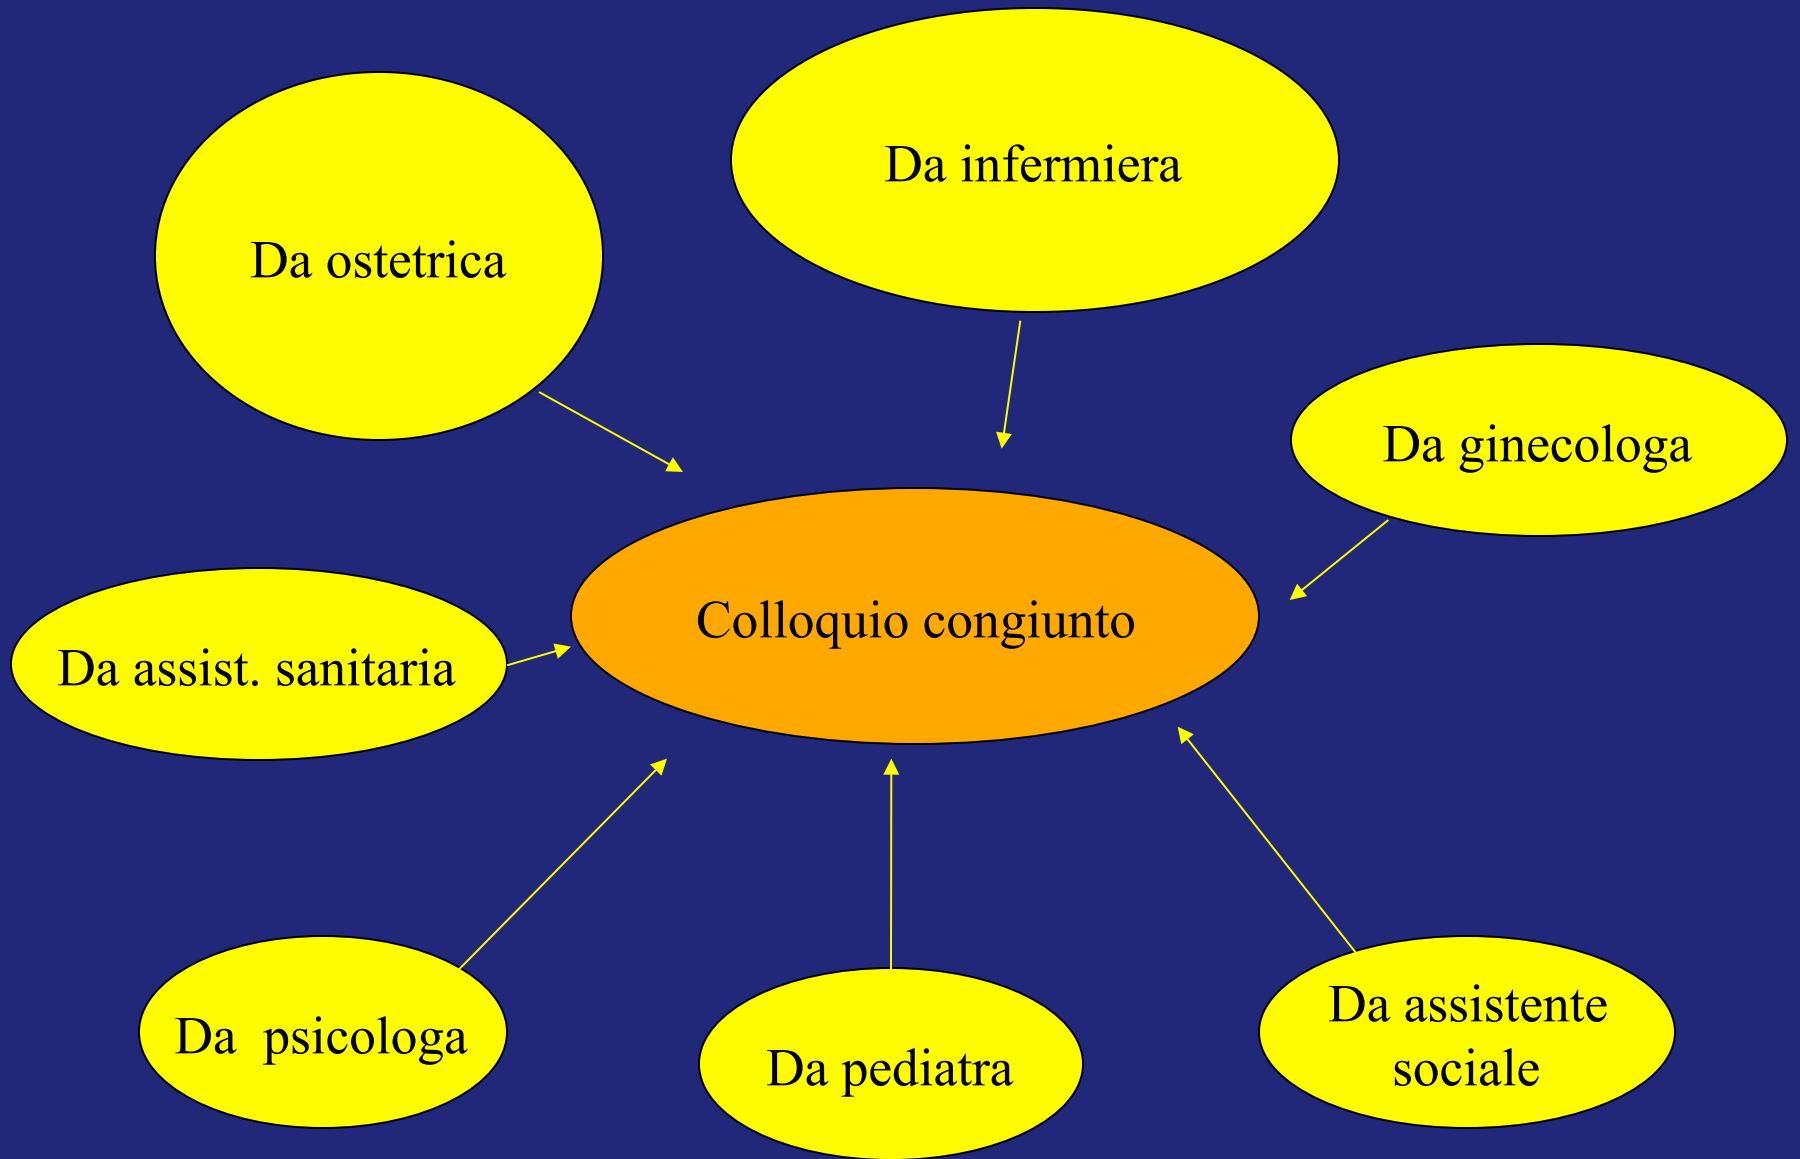 Da infermiera
Da ostetrica
Da ginecologa
Colloquio congiunto
Da assist. sanitaria
Da  psicologa
Da pediatra
Da assistente
sociale